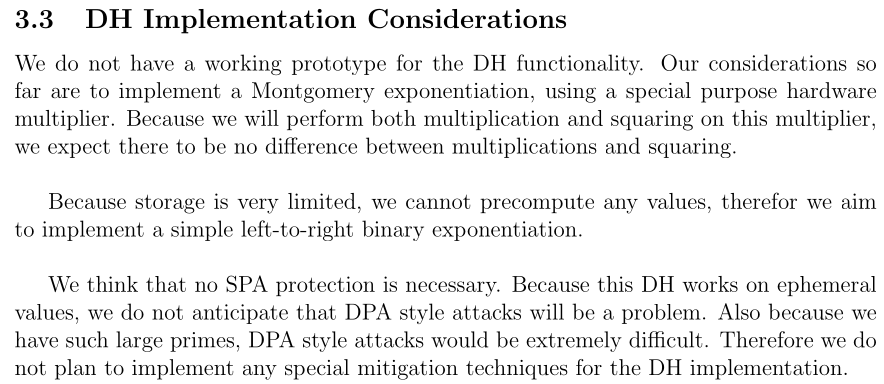 3.3 DH Implementation Considerations
We do not have a working prototype for the DH functionality. Our considerations so
far are to implement a Montgomery exponentiation, using a special purpose hardware
multiplier. Because we will perform both multiplication and squaring on this multiplier,
we expect there to be no difference between multiplications and squaring.
Because storage is very limited, we cannot precompute any values, therefor we aim
to implement a simple left-to-right binary exponentiation.
We think that no SPA protection is necessary. Because this DH works on ephemeral
values, we do not anticipate that DPA style attacks will be a problem. Also because we
have such large primes, DPA style attacks would be extremely difficult. Therefore we do
not plan to implement any special mitigation techniques for the DH implementation.